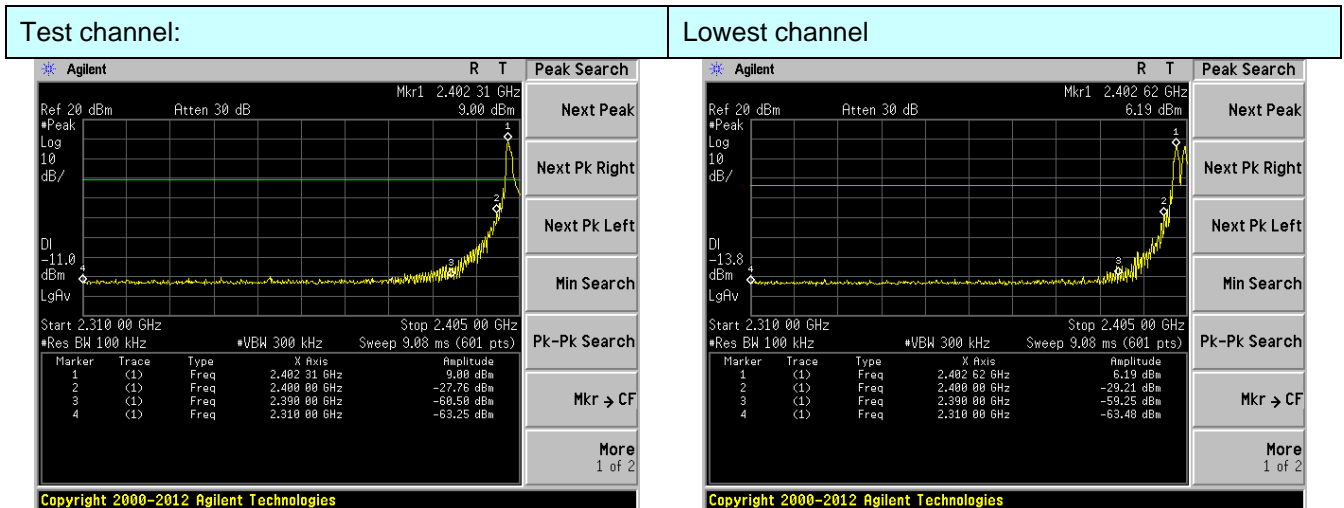 Test channel:
Lowest channel
Agilent
R T
Peak Search
Mkr1 2.402 31 GHz
Ref 20 dBm
Atten 30 dB
9.00 dBm
#Peak
Log
10
dB/
1
2
3
4
DI
-11.0
dBm
LgAv
Start 2.310 00 GHz
Stop 2.405 00 GHz
#Res BW 100 kHz
#VBW 300 kHz
Sweep 9.08 ms (601 pts)
Marker Trace Type X Axis Amplitude
1 (1) Freq 2.402 31 GHz 9.00 dBm
2 (1) Freq 2.400 00 GHz -27.76 dBm
3 (1) Freq 2.390 00 GHz -60.50 dBm
4 (1) Freq 2.310 00 GHz -63.25 dBm
Next Peak
Next Pk Right
Next Pk Left
Min Search
Pk-Pk Search
Mkr → CF
More
1 of 2
Copyright 2000-2012 Agilent Technologies
Agilent
R T
Peak Search
Mkr1 2.402 62 GHz
Ref 20 dBm
Atten 30 dB
6.19 dBm
#Peak
Log
10
dB/
1
2
3
4
DI
-13.8
dBm
LgAv
Start 2.310 00 GHz
Stop 2.405 00 GHz
#Res BW 100 kHz
#VBW 300 kHz
Sweep 9.08 ms (601 pts)
Marker Trace Type X Axis Amplitude
1 (1) Freq 2.402 62 GHz 6.19 dBm
2 (1) Freq 2.400 00 GHz -29.21 dBm
3 (1) Freq 2.390 00 GHz -59.25 dBm
4 (1) Freq 2.310 00 GHz -63.48 dBm
Next Peak
Next Pk Right
Next Pk Left
Min Search
Pk-Pk Search
Mkr → CF
More
1 of 2
Copyright 2000-2012 Agilent Technologies